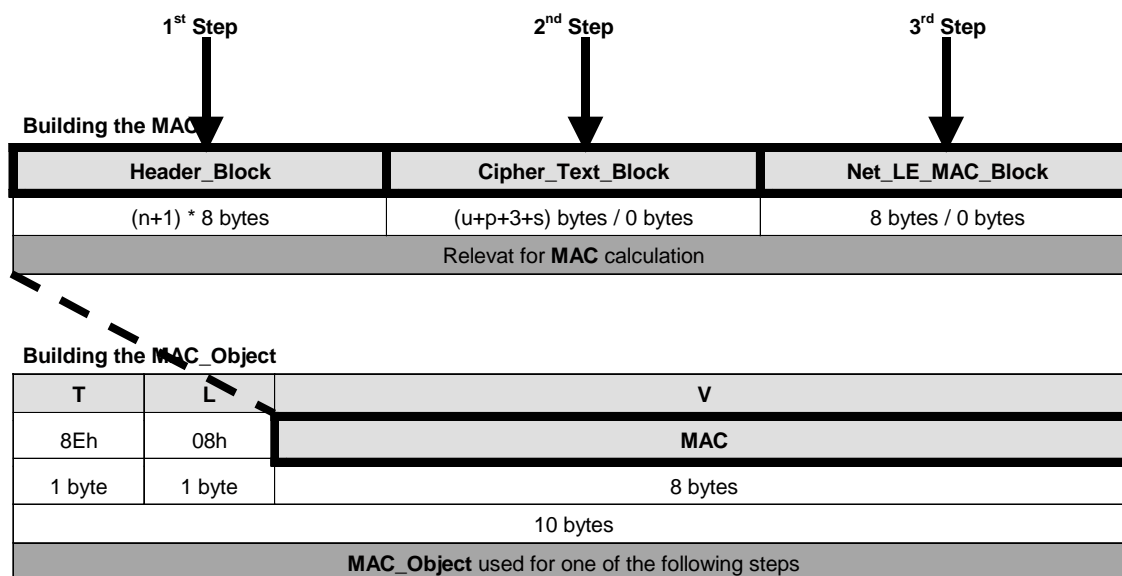 1st Step 2nd Step 3rd Step
Building the MAC
Header_Block Cipher_Text_Block Net_LE_MAC_Block
(n+1) * 8 bytes (u+p+3+s) bytes / 0 bytes 8 bytes / 0 bytes
Relevat for MAC calculation
Building the MAC_Object
T L V
8Eh 08h MAC
1 byte 1 byte 8 bytes
10 bytes
MAC_Object used for one of the following steps